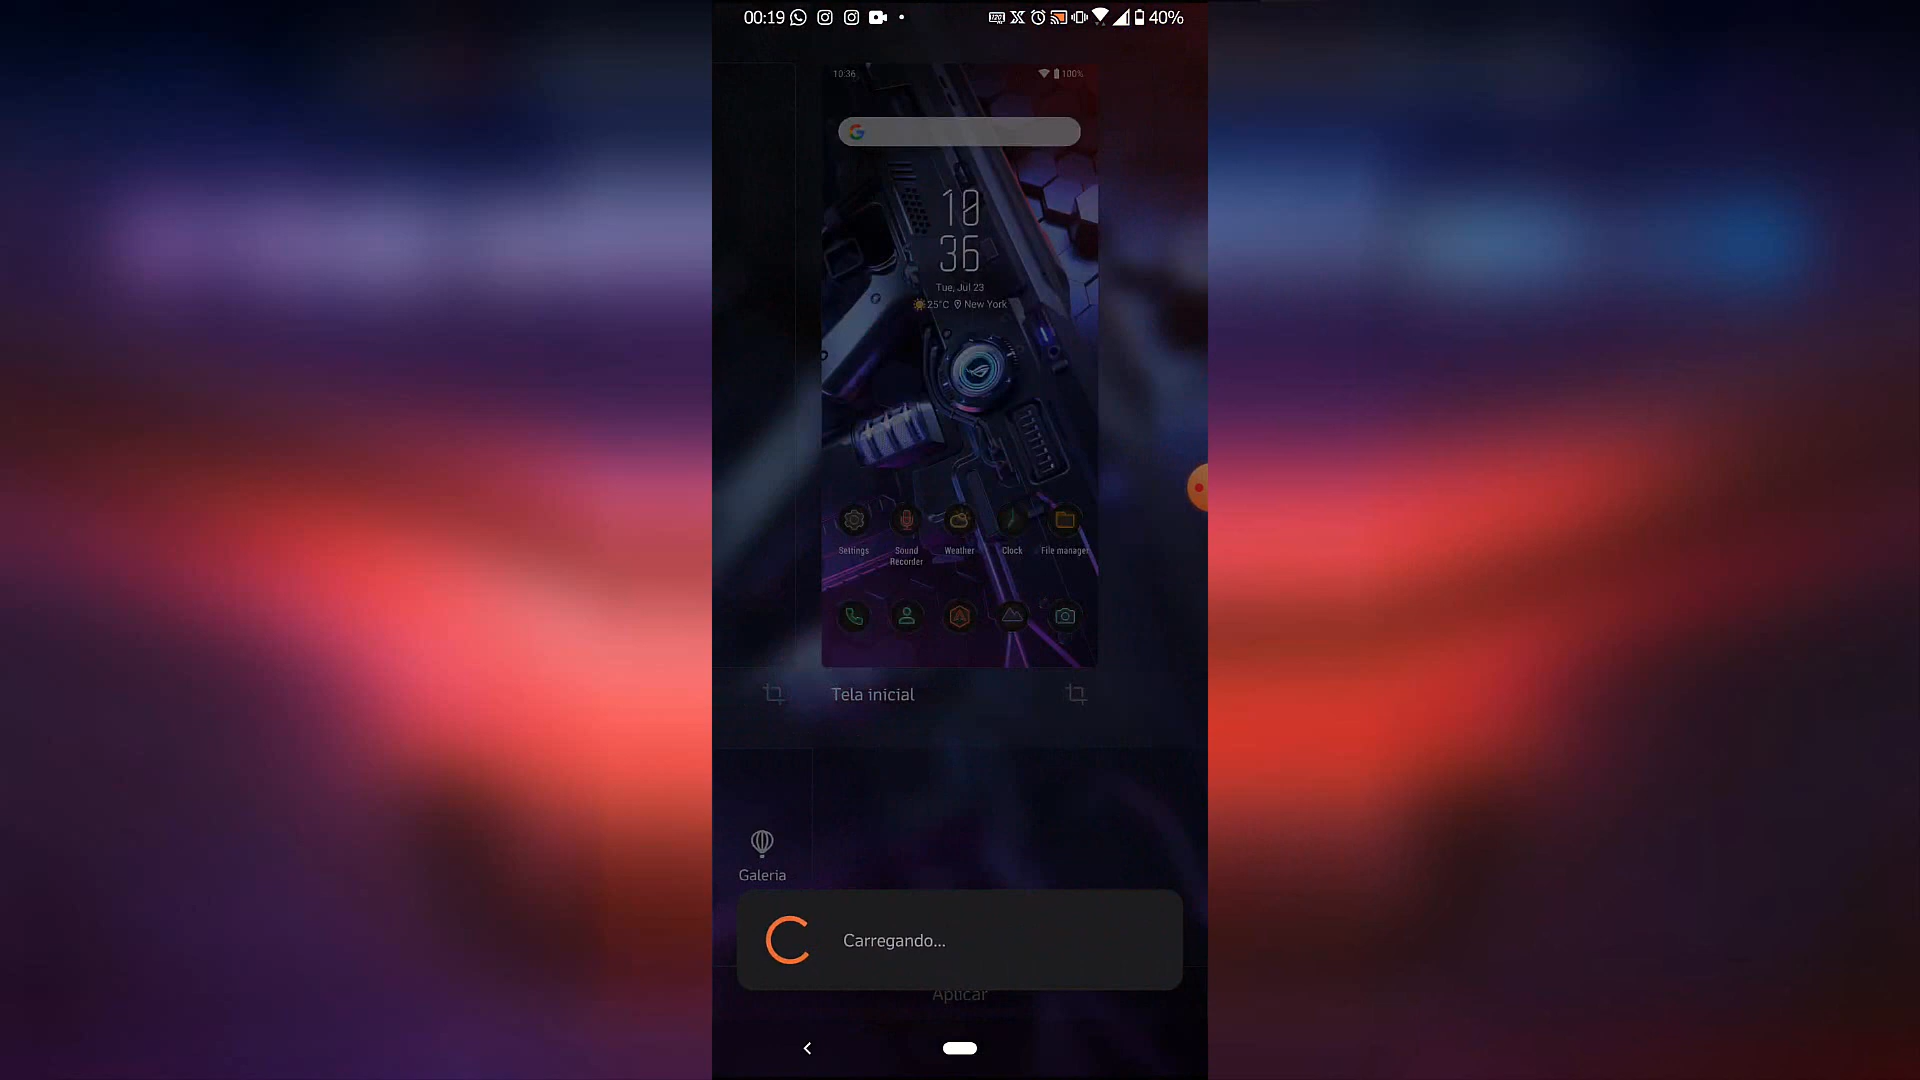 00:19
40%
10:36
100%
10
36
Tue, Jul 23
25°C New York
Settings
Sound
Recorder
Weather
Clock
File manager
Tela inicial
Galeria
Carregando...
Aplicar